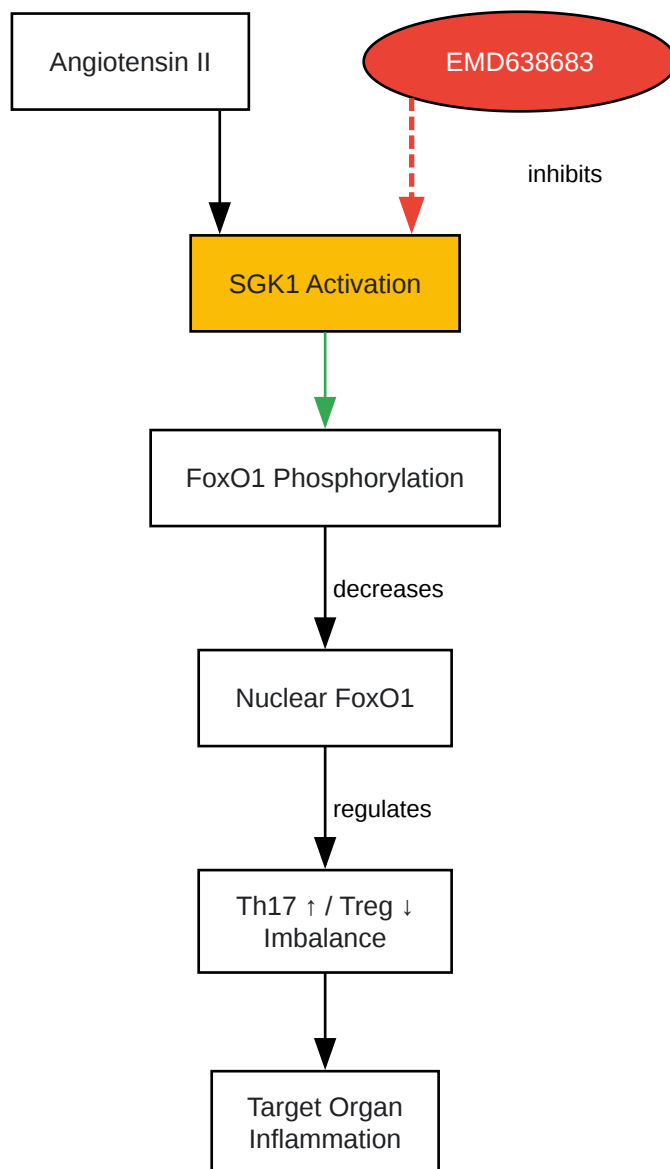 Angiotensin II
EMD638683
inhibits
SGK1 Activation
FoxO1 Phosphorylation
decreases
Nuclear FoxO1
regulates
Th17 ↑ / Treg ↓
Imbalance
Target Organ
Inflammation